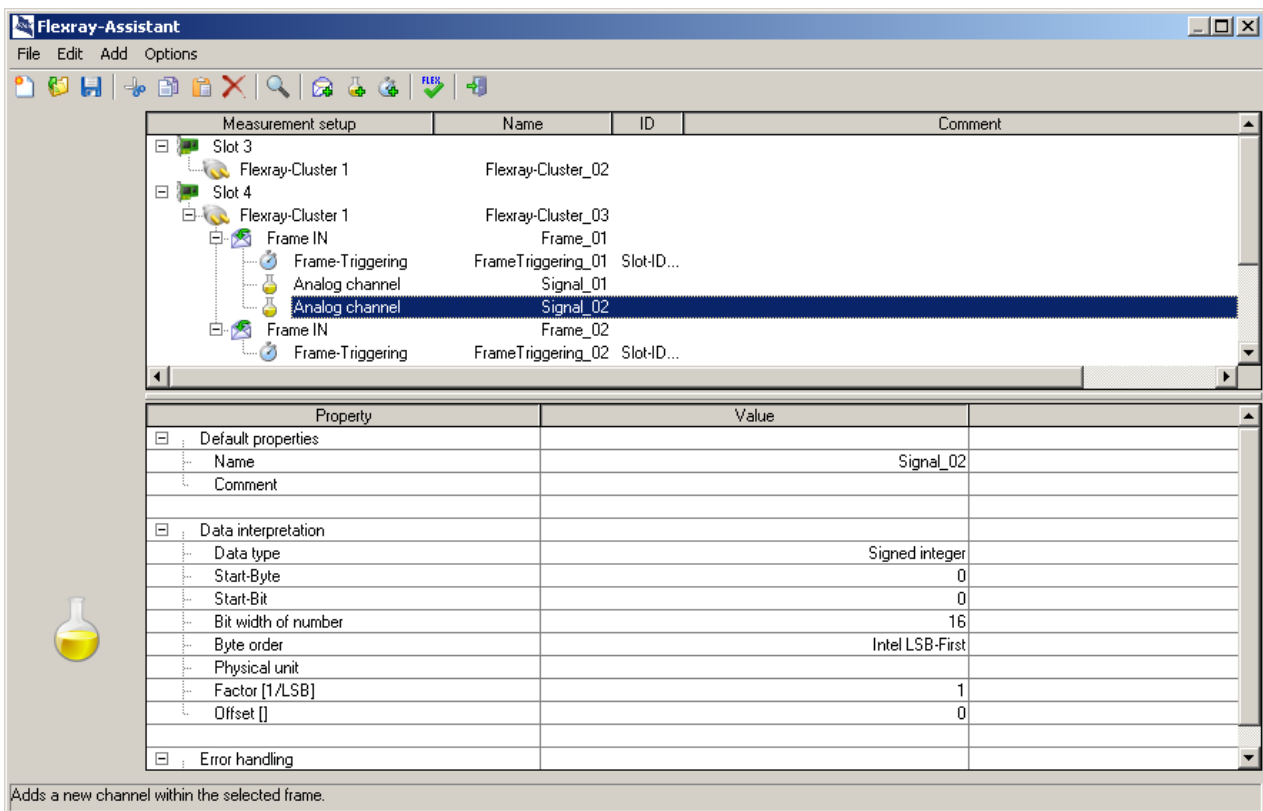 Flexray-Assistant
File Edit Add Options
FLEX
Measurement setup Name ID Comment
Slot 3
Flexray-Cluster 1 Flexray-Cluster_02
Slot 4
Flexray-Cluster 1 Flexray-Cluster_03
Frame IN Frame_01
Frame-Triggering FrameTriggering_01 Slot-ID...
Analog channel Signal_01
Analog channel Signal_02
Frame IN Frame_02
Frame-Triggering FrameTriggering_02 Slot-ID...
Property Value
Default properties
Name Signal_02
Comment
Data interpretation
Data type Signed integer
Start-Byte 0
Start-Bit 0
Bit width of number 16
Byte order Intel LSB-First
Physical unit
Factor [1/LSB] 1
Offset [] 0
Error handling
Adds a new channel within the selected frame.